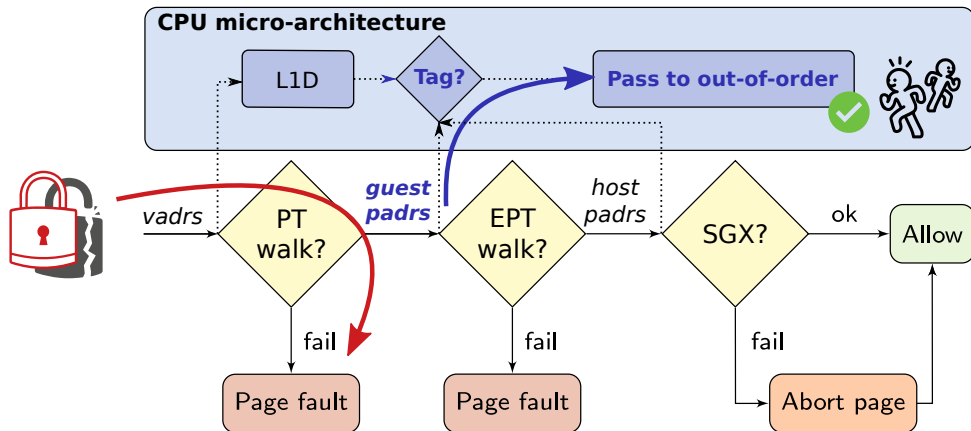 CPU micro-architecture
L1D
Tag?
Pass to out-of-order
vadrs
PT
walk?
guest
padrs
EPT
walk?
host
padrs
SGX?
ok
Allow
fail
fail
fail
Page fault
Page fault
Abort page